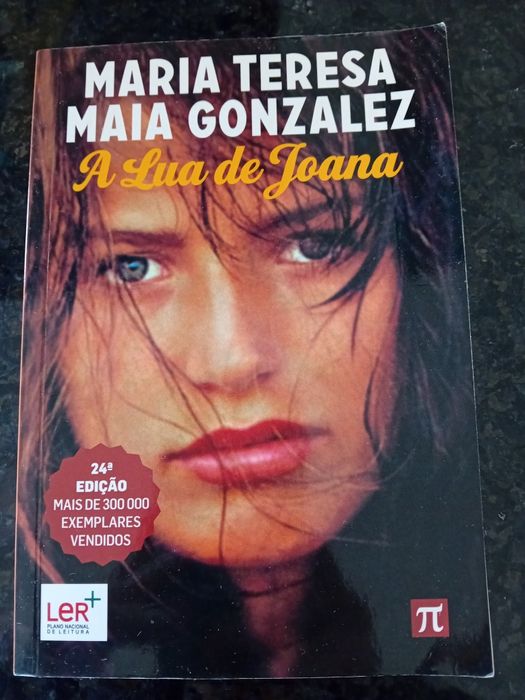 MARIA TERESA
MAIA GONZALEZ
A Lua de Joana
24ª
EDIÇÃO
MAIS DE 300 000
EXEMPLARES
VENDIDOS
LeR+
PLANO NACIONAL
DE LEITURA
π